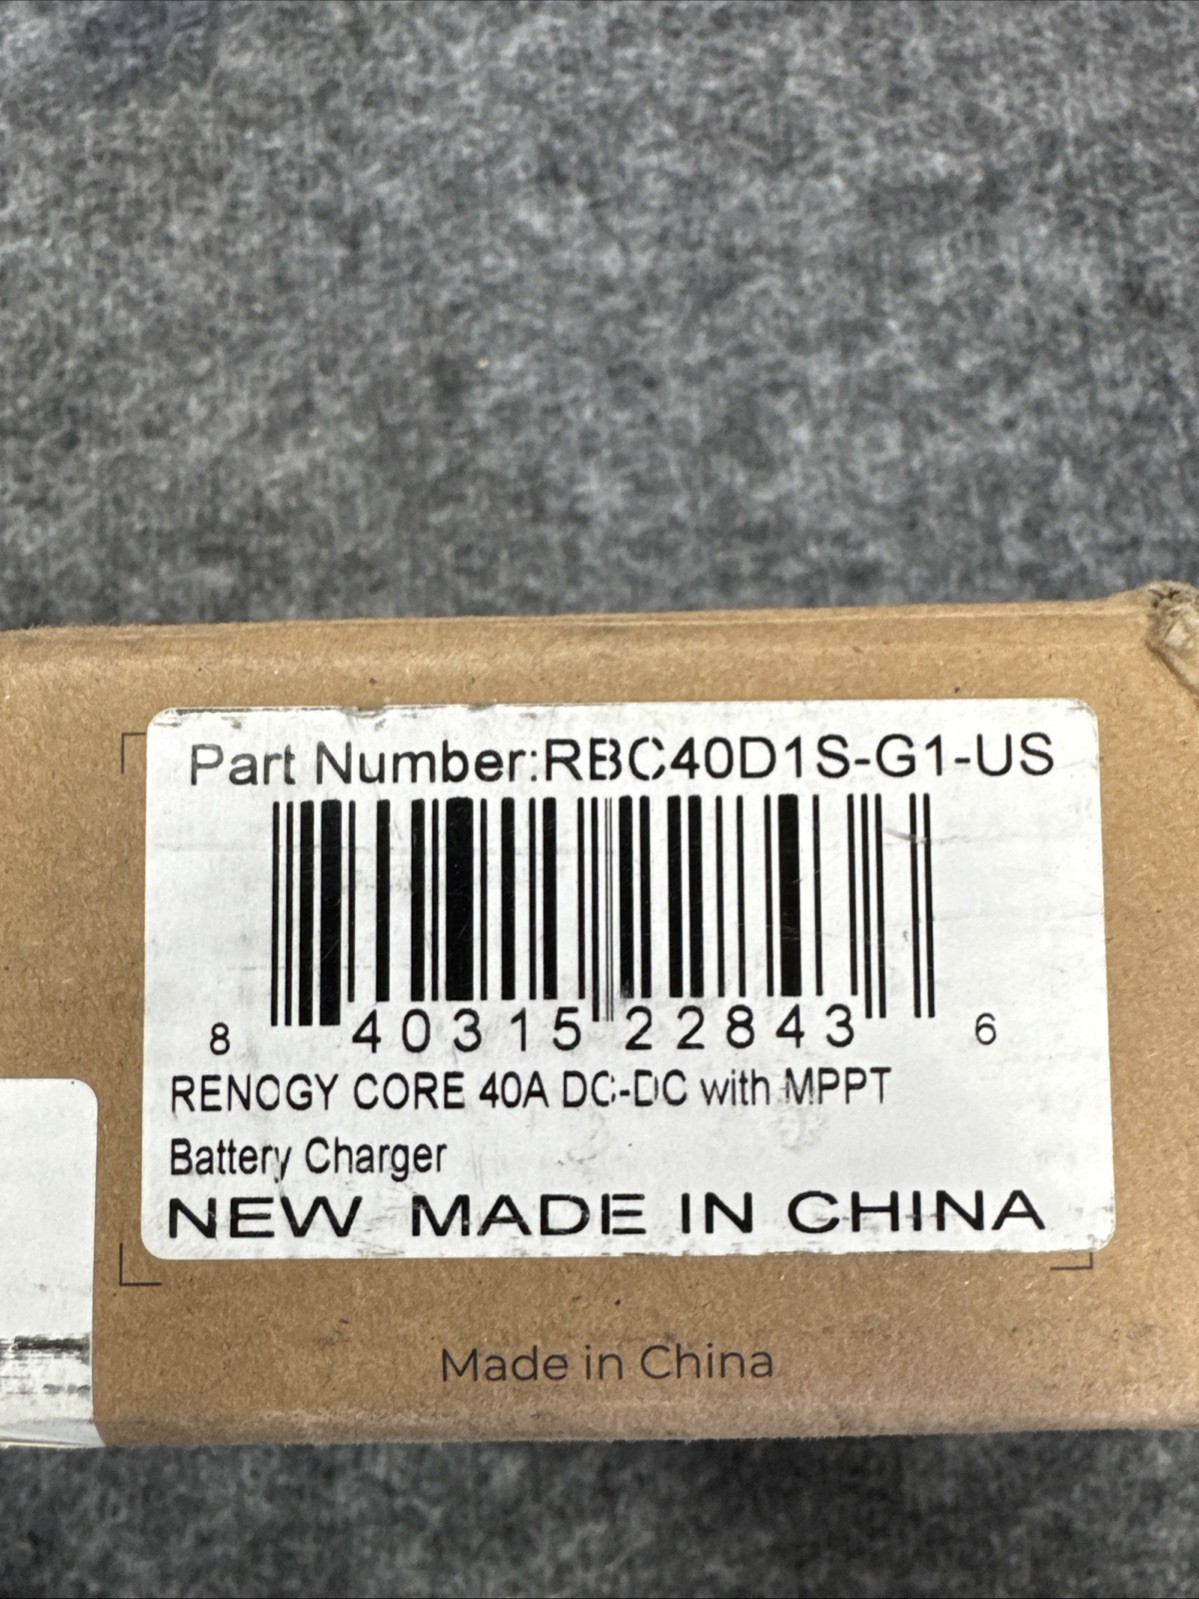 Part Number:RBC40D1S-G1-US
8 40315 22843 6
RENOGY CORE 40A DC-DC with MPPT
Battery Charger
NEW MADE IN CHINA
Made in China